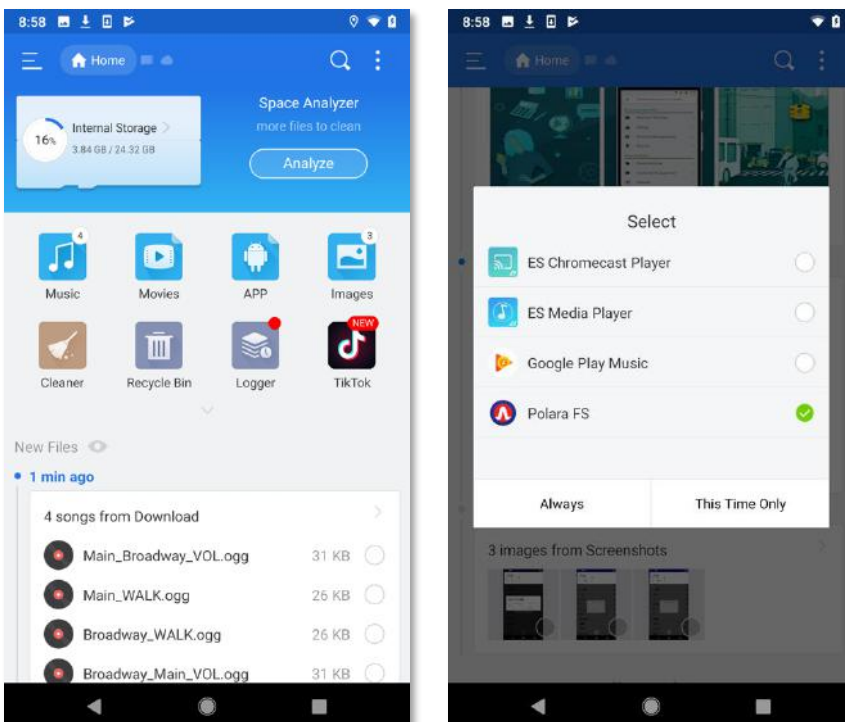 8:58
Home
Space Analyzer
more files to clean
Analyze
16%
Internal Storage
3.84 GB / 24.32 GB
4
3
Music
Movies
APP
Images
NEW
Cleaner
Recycle Bin
Logger
TikTok
New Files
1 min ago
4 songs from Download
Main_Broadway_VOL.ogg 31 KB
Main_WALK.ogg 26 KB
Broadway_WALK.ogg 26 KB
Broadway_Main_VOL.ogg 31 KB
8:58
Home
Select
ES Chromecast Player
ES Media Player
Google Play Music
Polara FS
Always This Time Only
3 images from Screenshots